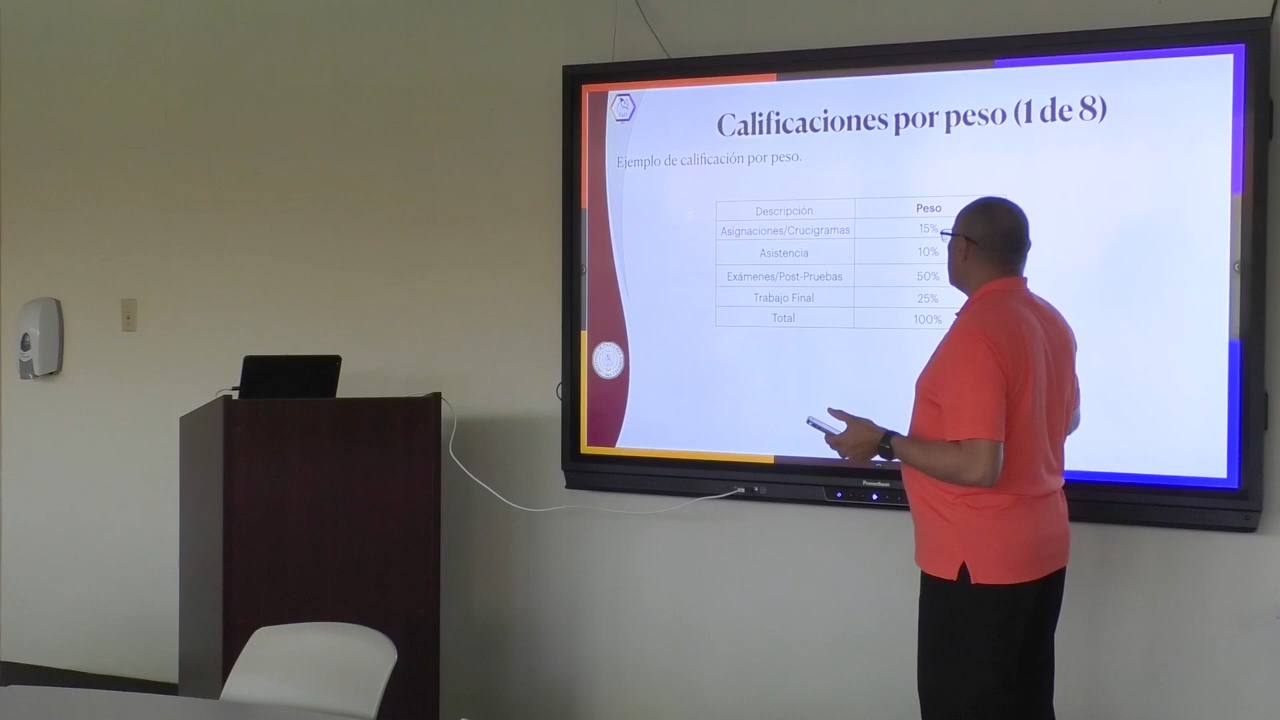 Calificaciones por peso (1 de 8)
Ejemplo de calificación por peso.
Descripción Peso
Asignaciones/Crucigramas 15%
Asistencia 10%
Exámenes/Post-Pruebas 50%
Trabajo Final 25%
Total 100%
Promethean